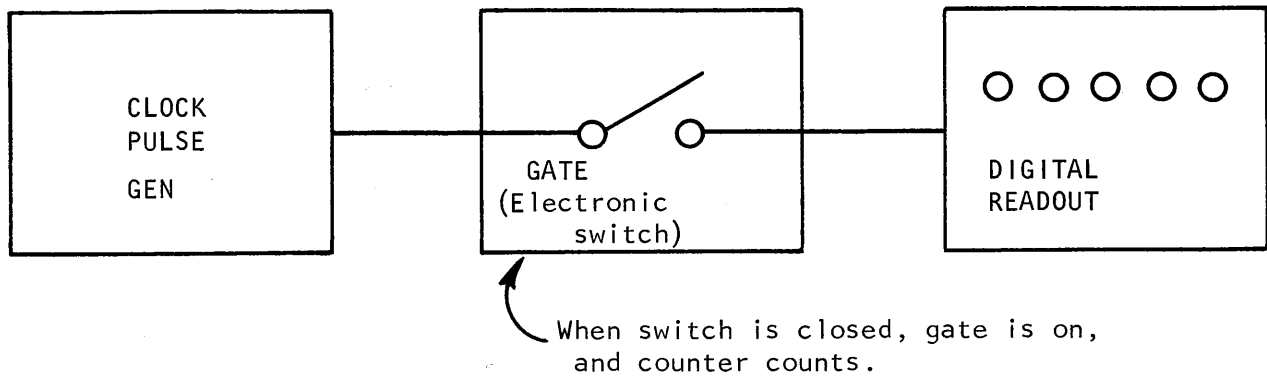 CLOCK
PULSE
GEN
GATE
(Electronic
switch)
DIGITAL
READOUT
When switch is closed, gate is on,
and counter counts.